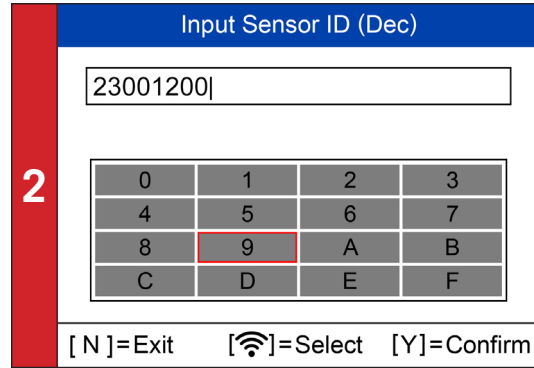 Input Sensor ID (Dec)
23001200
2
0 1 2 3
4 5 6 7
8 9 A B
C D E F
[ N ]=Exit []=Select [Y]=Confirm